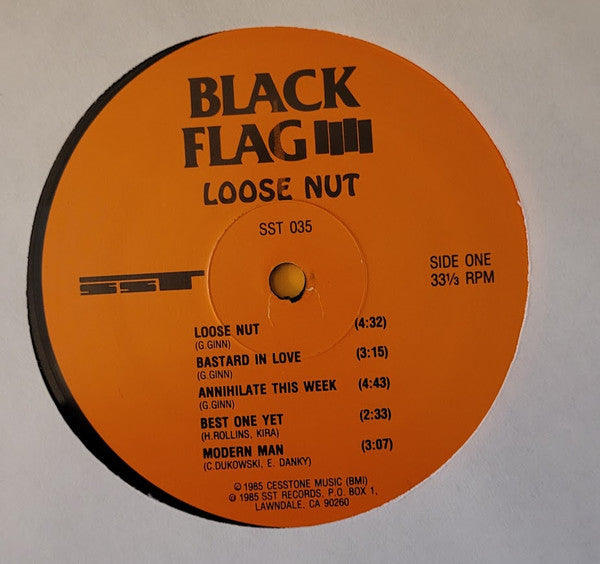 BLACK
FLAG
LOOSE NUT
SST 035
SST
SIDE ONE
33⅓ RPM
LOOSE NUT (4:32)
(G.GINN)
BASTARD IN LOVE (3:15)
(G.GINN)
ANNIHILATE THIS WEEK (4:43)
(G.GINN)
BEST ONE YET (2:33)
(H.ROLLINS, KIRA)
MODERN MAN (3:07)
(C.DUKOWSKI, E. DANKY)
© 1985 CESSTONE MUSIC (BMI)
℗ 1985 SST RECORDS, P.O. BOX 1,
LAWNDALE, CA 90260